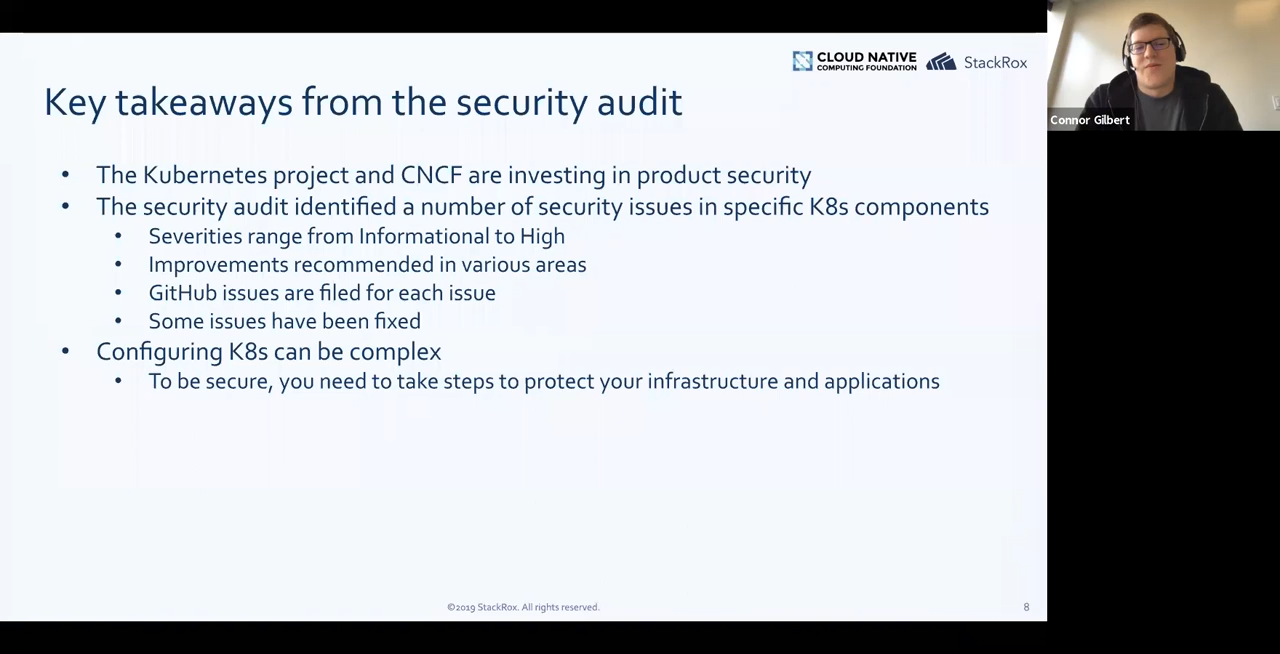 CLOUD NATIVE
COMPUTING FOUNDATION
StackRox
Key takeaways from the security audit
• The Kubernetes project and CNCF are investing in product security
• The security audit identified a number of security issues in specific K8s components
• Severities range from Informational to High
• Improvements recommended in various areas
• GitHub issues are filed for each issue
• Some issues have been fixed
• Configuring K8s can be complex
• To be secure, you need to take steps to protect your infrastructure and applications
©2019 StackRox. All rights reserved.
8
Connor Gilbert